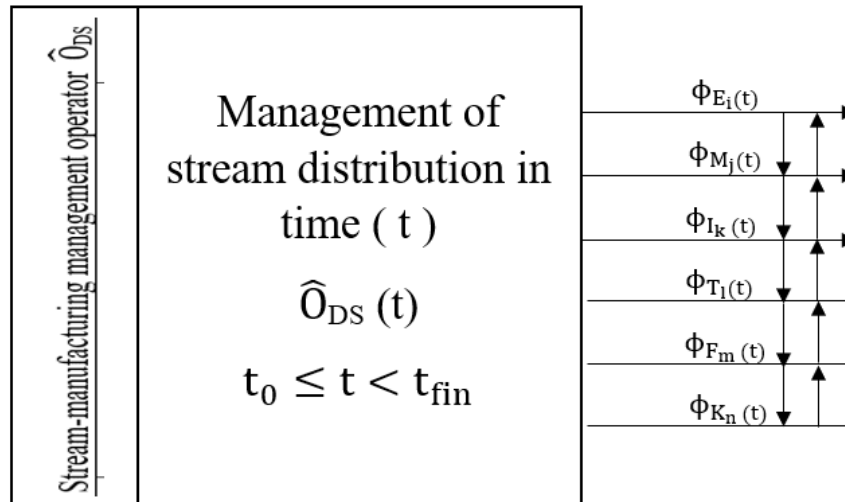 Stream-manufacturing management operator Ô_DS
Management of
stream distribution in
time ( t )
Ô_DS (t)
t_0 ≤ t < t_fin
ϕ_E_i(t)
ϕ_M_j(t)
ϕ_I_k (t)
ϕ_T_l(t)
ϕ_F_m (t)
ϕ_K_n (t)